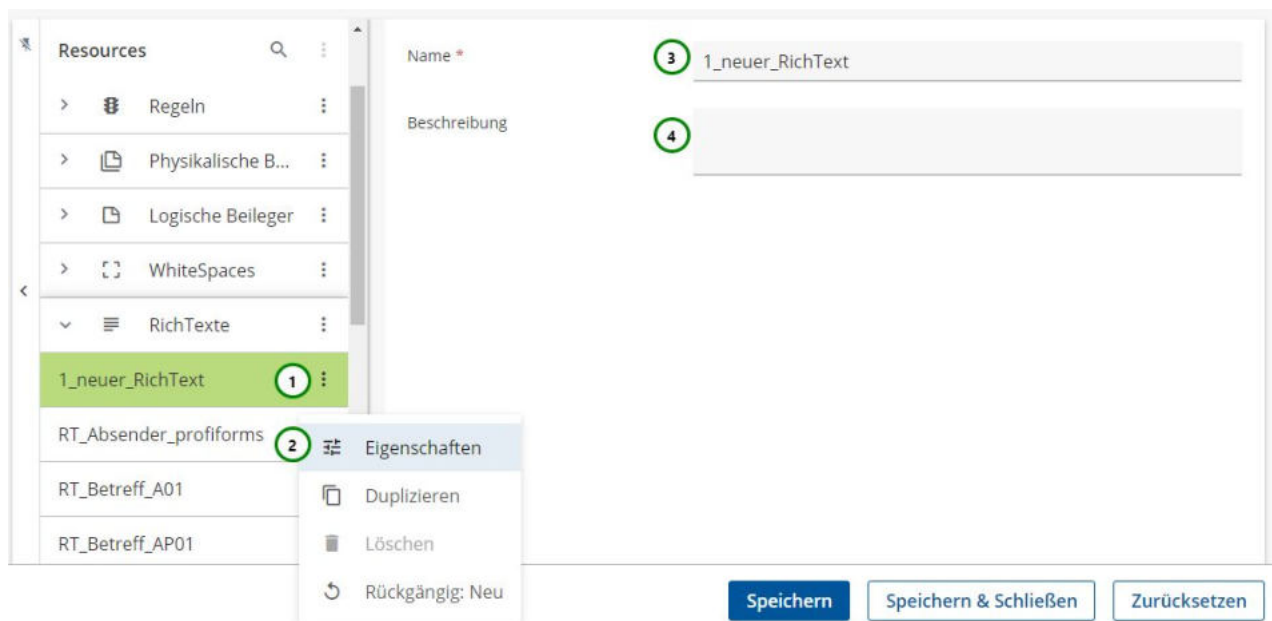 Resources
Regeln
Physikalische B...
Logische Beileger
WhiteSpaces
RichTexte
1_neuer_RichText 1
RT_Absender_profiforms
RT_Betreff_A01
RT_Betreff_AP01
2 Eigenschaften
Duplizieren
Löschen
Rückgängig: Neu
Name * 3 1_neuer_RichText
Beschreibung 4
Speichern Speichern & Schließen Zurücksetzen